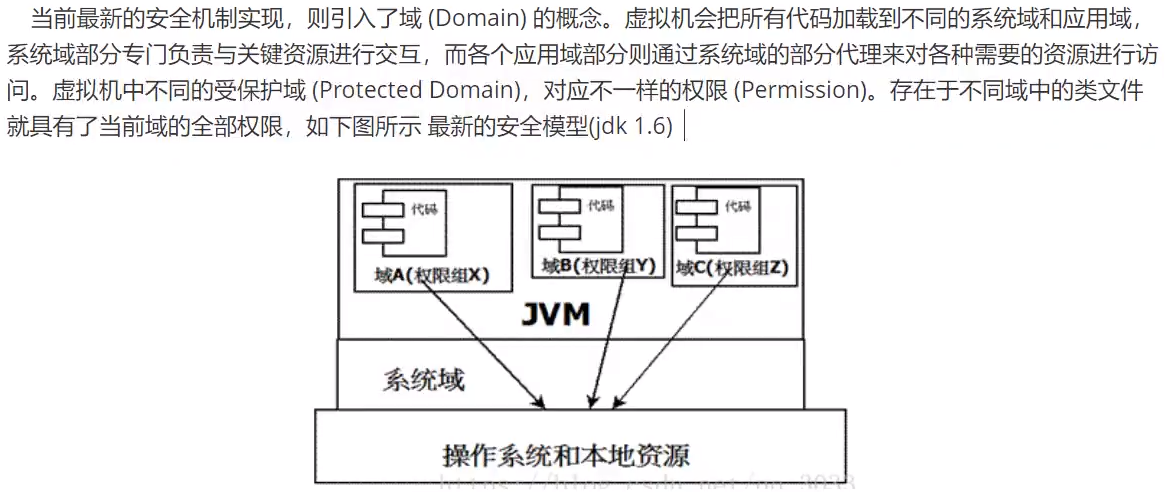 当前最新的安全机制实现，则引入了域 (Domain) 的概念。虚拟机会把所有代码加载到不同的系统域和应用域，
系统域部分专门负责与关键资源进行交互，而各个应用域部分则通过系统域的部分代理来对各种需要的资源进行访
问。虚拟机中不同的受保护域 (Protected Domain)，对应不一样的权限 (Permission)。存在于不同域中的类文件
就具有了当前域的全部权限，如下图所示 最新的安全模型(jdk 1.6)
代码
域A(权限组X)
代码
域B(权限组Y)
代码
域C(权限组Z)
JVM
系统域
操作系统和本地资源